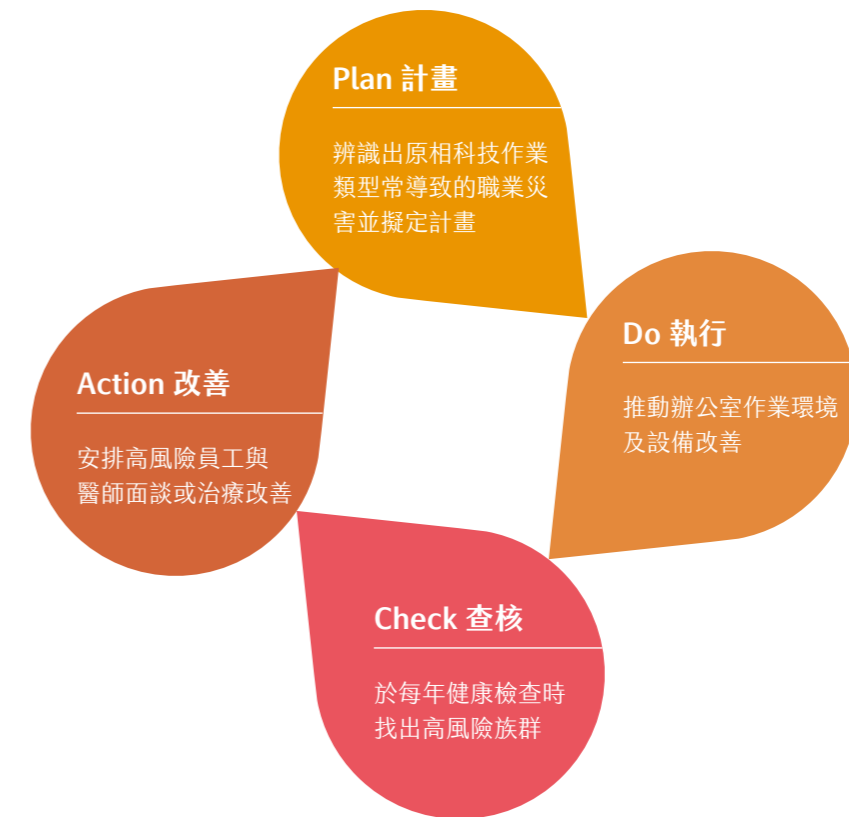 Plan 計畫
辨識出原相科技作業
類型常導致的職業災
害並擬定計畫
Do 執行
推動辦公室作業環境
及設備改善
Check 查核
於每年健康檢查時
找出高風險族群
Action 改善
安排高風險員工與
醫師面談或治療改善